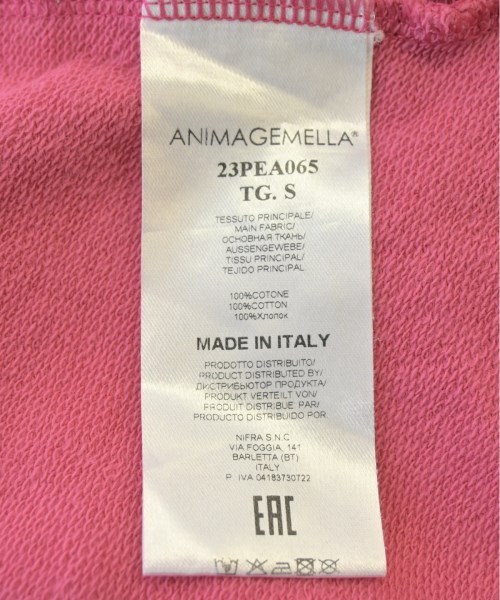 ANIMAGEMELLA®
23PEA065
TG. S
TESSUTO PRINCIPALE/
MAIN FABRIC/
ОСНОВНАЯ ТКАНЬ/
AUSSENGEWEBE/
TISSU PRINCIPAL/
TEJIDO PRINCIPAL
100%COTONE
100%COTTON
100%Хлопок
MADE IN ITALY
PRODOTTO DISTRIBUITO/
PRODUCT DISTRIBUTED BY/
ДИСТРИБЬЮТОР ПРОДУКТА/
PRODUKT VERTEILT VON/
PRODUIT DISTRIBUE PAR/
PRODUCTO DISTRIBUIDO POR
NIFRA S.N.C
VIA FOGGIA, 141
BARLETTA (BT)
ITALY
P. IVA 04183730722
EAC